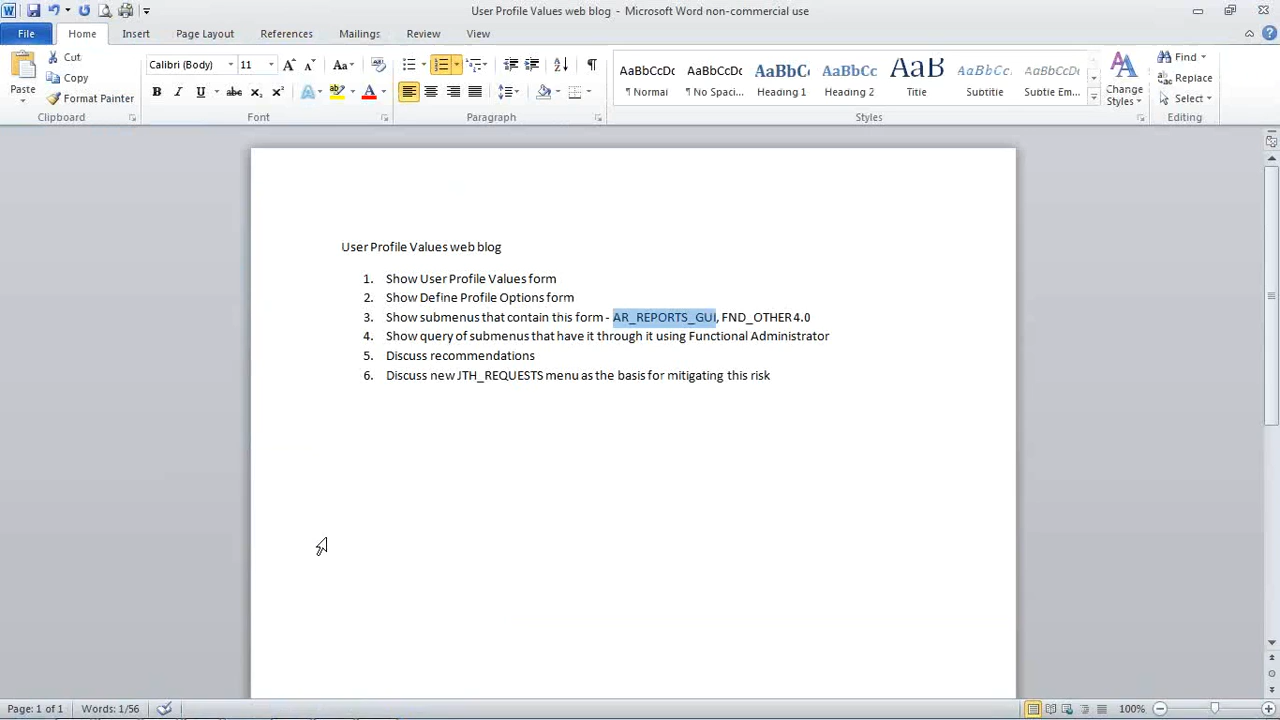 User Profile Values web blog - Microsoft Word non-commercial use
File Home Insert Page Layout References Mailings Review View
Paste
Cut
Copy
Format Painter
Clipboard
Calibri (Body) 11
Font
Paragraph
AaBbCcDc AaBbCcDc AaBbCc AaBbCc AaB AaBbCcL AaBbCcDc
¶ Normal ¶ No Spaci... Heading 1 Heading 2 Title Subtitle Subtle Em...
Styles
Change Styles
Find
Replace
Select
Editing
User Profile Values web blog
1. Show User Profile Values form
2. Show Define Profile Options form
3. Show submenus that contain this form - AR_REPORTS_GUI, FND_OTHER4.0
4. Show query of submenus that have it through it using Functional Administrator
5. Discuss recommendations
6. Discuss new JTH_REQUESTS menu as the basis for mitigating this risk
Page: 1 of 1 Words: 1/56 100%